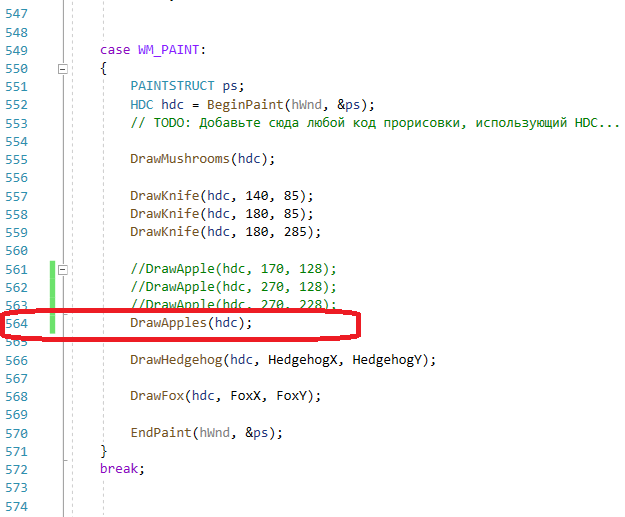 547
548
549 case WM_PAINT:
550 {
551 PAINTSTRUCT ps;
552 HDC hdc = BeginPaint(hWnd, &ps);
553 // TODO: Добавьте сюда любой код прорисовки, использующий HDC...
554
555 DrawMushrooms(hdc);
556
557 DrawKnife(hdc, 140, 85);
558 DrawKnife(hdc, 180, 85);
559 DrawKnife(hdc, 180, 285);
560
561 //DrawApple(hdc, 170, 128);
562 //DrawApple(hdc, 270, 128);
563 //DrawApple(hdc, 270, 228);
564 DrawApples(hdc);
565
566 DrawHedgehog(hdc, HedgehogX, HedgehogY);
567
568 DrawFox(hdc, FoxX, FoxY);
569
570 EndPaint(hWnd, &ps);
571 }
572 break;
573
574